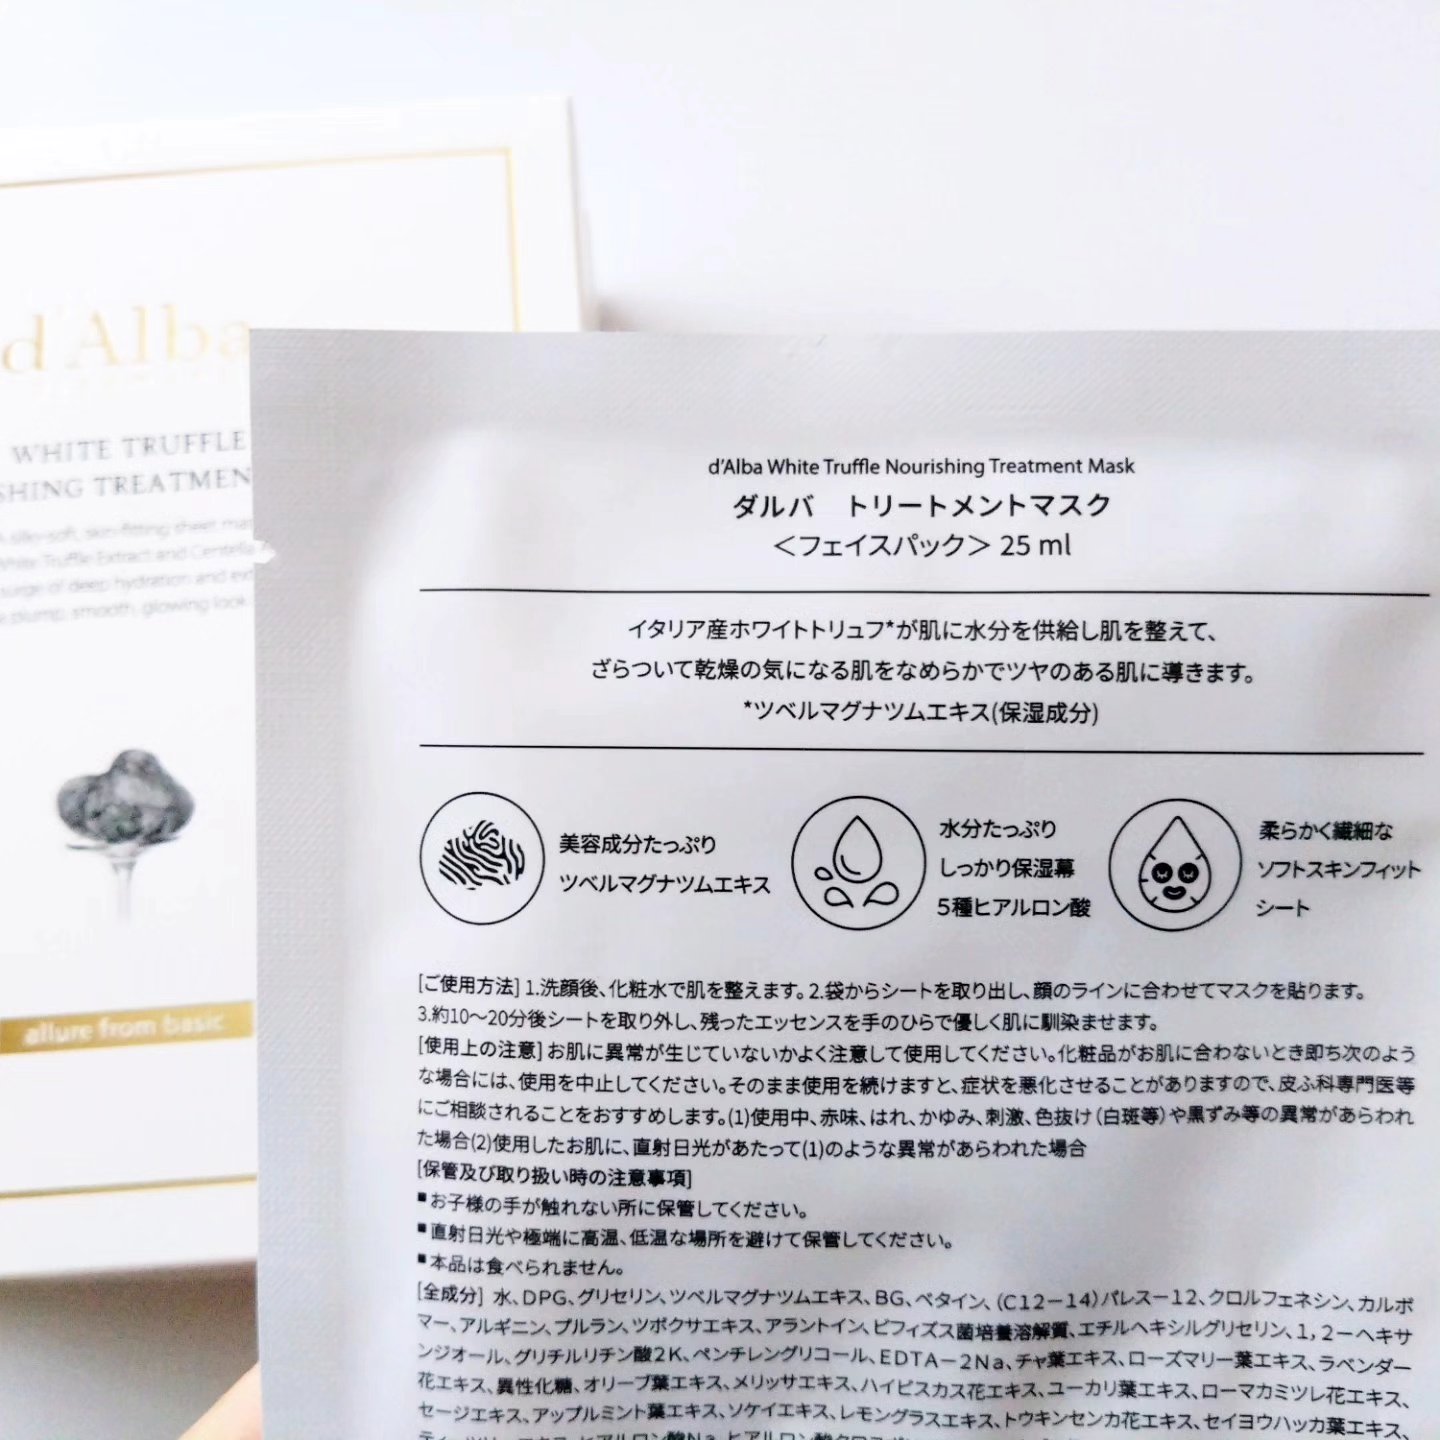 d'Alba
WHITE TRUFFLE
SHING TREATMEN
A silky-soft, skin-fitting sheet mas
White Truffle Extract and Centella A
surge of deep hydration and ext
plump, smooth, glowing look
allure from basic
d'Alba White Truffle Nourishing Treatment Mask
ダルバ　トリートメントマスク
＜フェイスパック＞ 25 ml
イタリア産ホワイトトリュフ*が肌に水分を供給し肌を整えて、
ざらついて乾燥の気になる肌をなめらかでツヤのある肌に導きます。
*ツベルマグナツムエキス(保湿成分)
美容成分たっぷり
ツベルマグナツムエキス
水分たっぷり
しっかり保湿幕
5種ヒアルロン酸
柔らかく繊細な
ソフトスキンフィット
シート
[ご使用方法] 1.洗顔後、化粧水で肌を整えます。2.袋からシートを取り出し、顔のラインに合わせてマスクを貼ります。
3.約10〜20分後シートを取り外し、残ったエッセンスを手のひらで優しく肌に馴染ませます。
[使用上の注意] お肌に異常が生じていないかよく注意して使用してください。化粧品がお肌に合わないとき即ち次のよう
な場合には、使用を中止してください。そのまま使用を続けますと、症状を悪化させることがありますので、皮ふ科専門医等
にご相談されることをおすすめします。(1)使用中、赤味、はれ、かゆみ、刺激、色抜け（白斑等）や黒ずみ等の異常があらわれ
た場合(2)使用したお肌に、直射日光があたって(1)のような異常があらわれた場合
[保管及び取り扱い時の注意事項]
■お子様の手が触れない所に保管してください。
■直射日光や極端に高温、低温な場所を避けて保管してください。
■本品は食べられません。
[全成分] 水、DPG、グリセリン、ツベルマグナツムエキス、BG、ベタイン、(C12－14)パレス－12、クロルフェネシン、カルボ
マー、アルギニン、プルラン、ツボクサエキス、アラントイン、ビフィズス菌培養溶解質、エチルヘキシルグリセリン、1，2－ヘキサ
ンジオール、グリチルリチン酸2K、ペンチレングリコール、EDTA－2Na、チャ葉エキス、ローズマリー葉エキス、ラベンダー
花エキス、異性化糖、オリーブ葉エキス、メリッサエキス、ハイビスカス花エキス、ユーカリ葉エキス、ローマカミツレ花エキス、
セージエキス、アップルミント葉エキス、ソケイエキス、レモングラスエキス、トウキンセンカ花エキス、セイヨウハッカ葉エキス、